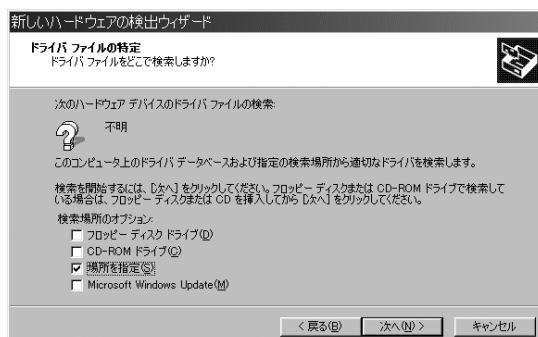 新しいハードウェアの検出ウィザード
ドライバ ファイルの特定
ドライバ ファイルをどこで検索しますか?
次のハードウェア デバイスのドライバ ファイルの検索:
不明
このコンピュータ上のドライバ データベースおよび指定の検索場所から適切なドライバを検索します。
検索を開始するには、[次へ] をクリックしてください。フロッピー ディスクまたは CD-ROM ドライブで検索して
いる場合は、フロッピー ディスクまたは CD を挿入してから [次へ] をクリックしてください。
検索場所のオプション:
フロッピー ディスク ドライブ(D)
CD-ROM ドライブ(C)
場所を指定(S)
Microsoft Windows Update(M)
< 戻る(B) 次へ(N) > キャンセル